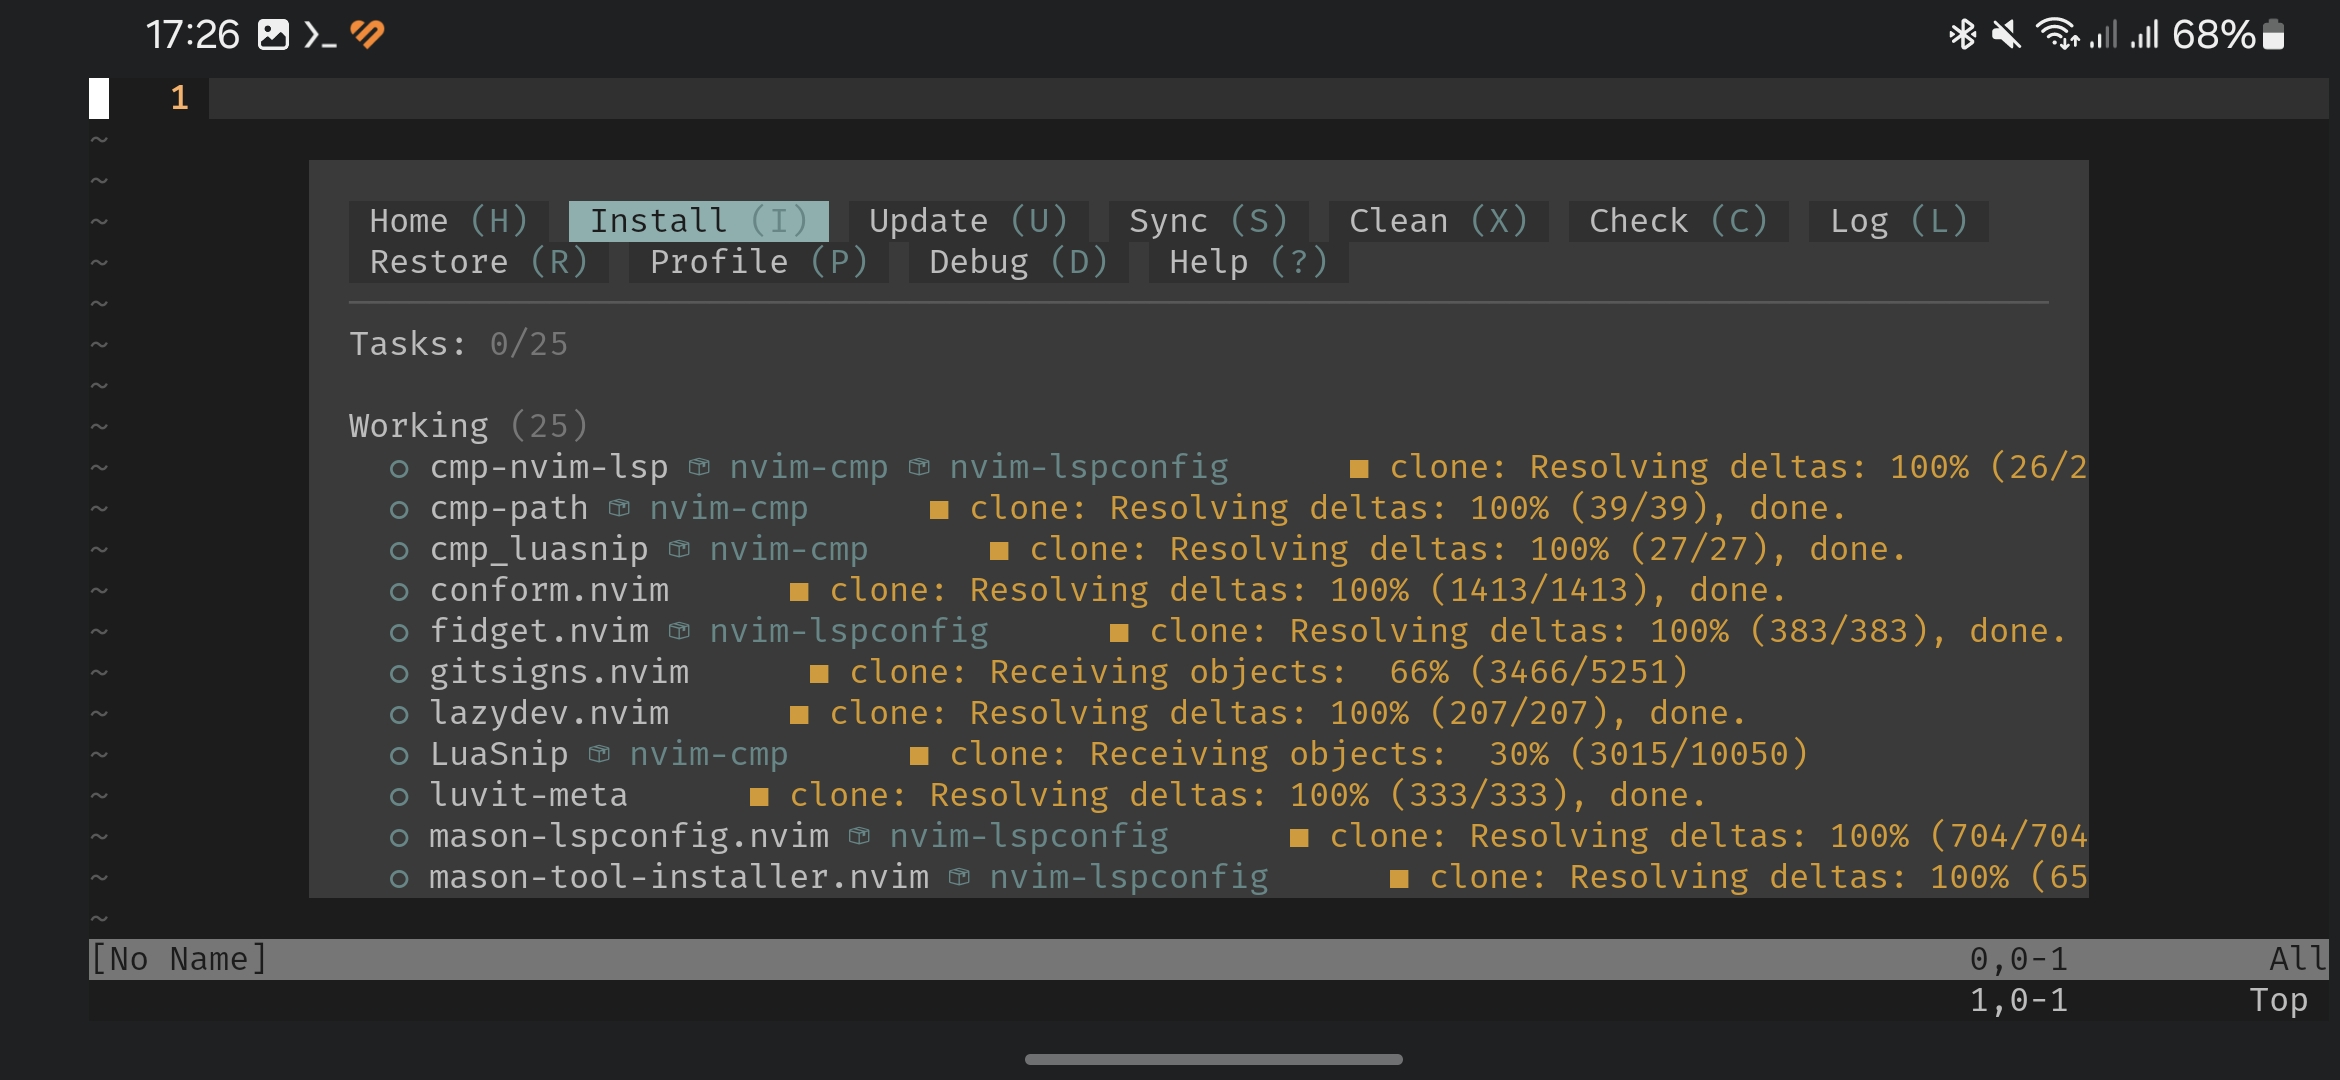 17:26 68%
1
~
~
Home (H) Install (I) Update (U) Sync (S) Clean (X) Check (C) Log (L)
~
Restore (R) Profile (P) Debug (D) Help (?)
~
~
Tasks: 0/25
~
~
Working (25)
~
cmp-nvim-lsp nvim-cmp nvim-lspconfig clone: Resolving deltas: 100% (26/2
~
cmp-path nvim-cmp clone: Resolving deltas: 100% (39/39), done.
~
cmp_luasnip nvim-cmp clone: Resolving deltas: 100% (27/27), done.
~
conform.nvim clone: Resolving deltas: 100% (1413/1413), done.
~
fidget.nvim nvim-lspconfig clone: Resolving deltas: 100% (383/383), done.
~
gitsigns.nvim clone: Receiving objects: 66% (3466/5251)
~
lazydev.nvim clone: Resolving deltas: 100% (207/207), done.
~
LuaSnip nvim-cmp clone: Receiving objects: 30% (3015/10050)
~
luvit-meta clone: Resolving deltas: 100% (333/333), done.
~
mason-lspconfig.nvim nvim-lspconfig clone: Resolving deltas: 100% (704/704
~
mason-tool-installer.nvim nvim-lspconfig clone: Resolving deltas: 100% (65
~
~
[No Name] 0,0-1 All
1,0-1 Top